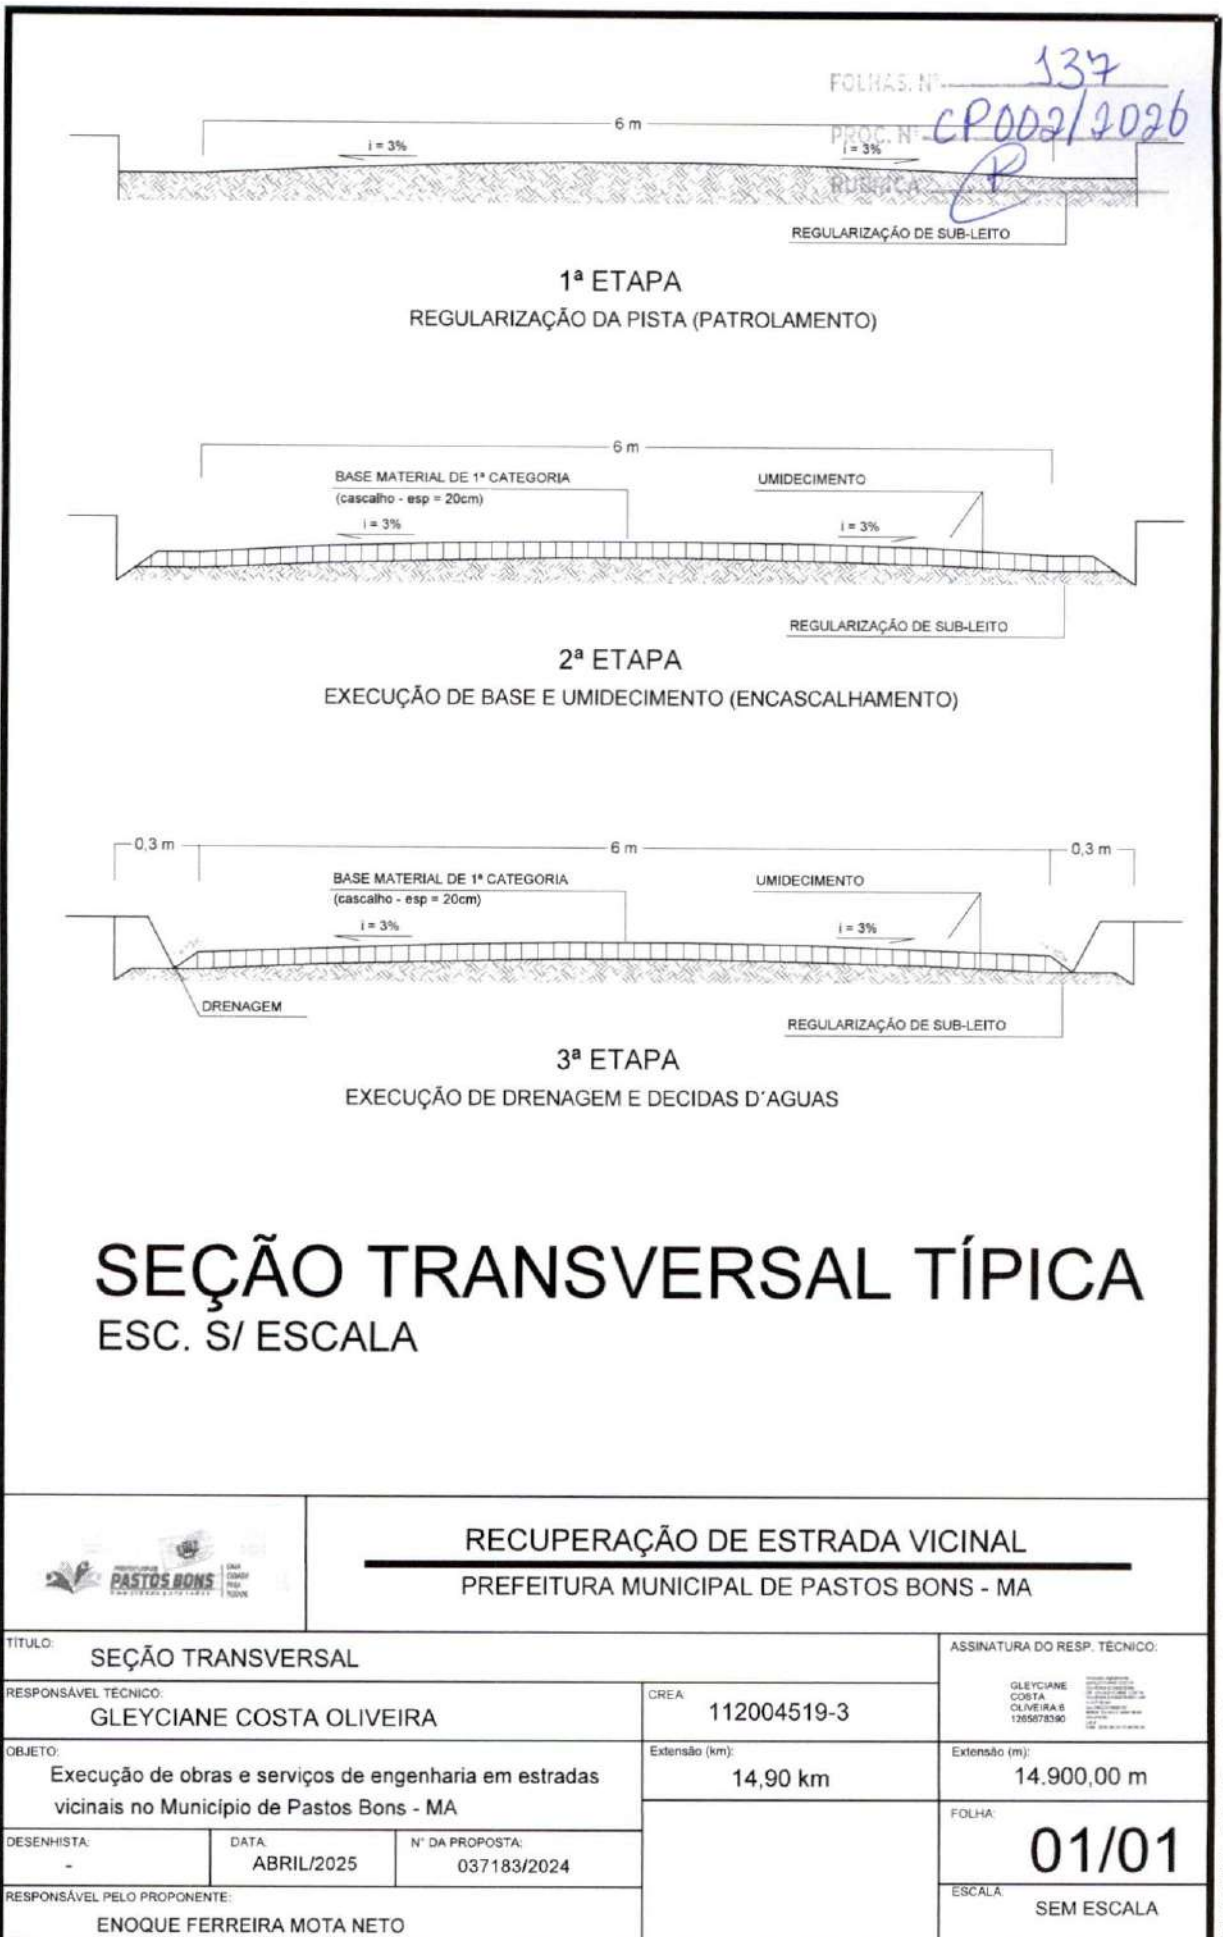 FOLHAS. Nº 137
PROC. Nº CP002/2026
RUBRICA
6 m
i = 3%
i = 3%
REGULARIZAÇÃO DE SUB-LEITO
1ª ETAPA
REGULARIZAÇÃO DA PISTA (PATROLAMENTO)
6 m
BASE MATERIAL DE 1ª CATEGORIA
(cascalho - esp = 20cm)
UMIDECIMENTO
i = 3%
i = 3%
REGULARIZAÇÃO DE SUB-LEITO
2ª ETAPA
EXECUÇÃO DE BASE E UMIDECIMENTO (ENCASCALHAMENTO)
0,3 m
6 m
0,3 m
BASE MATERIAL DE 1ª CATEGORIA
(cascalho - esp = 20cm)
UMIDECIMENTO
i = 3%
i = 3%
DRENAGEM
REGULARIZAÇÃO DE SUB-LEITO
3ª ETAPA
EXECUÇÃO DE DRENAGEM E DECIDAS D´AGUAS
SEÇÃO TRANSVERSAL TÍPICA
ESC. S/ ESCALA
PASTOS BONS
RECUPERAÇÃO DE ESTRADA VICINAL
PREFEITURA MUNICIPAL DE PASTOS BONS - MA
TÍTULO:
SEÇÃO TRANSVERSAL
ASSINATURA DO RESP. TÉCNICO:
GLEYCIANE
COSTA
OLIVEIRA:6
1265878390
RESPONSÁVEL TÉCNICO:
GLEYCIANE COSTA OLIVEIRA
CREA:
112004519-3
OBJETO:
Execução de obras e serviços de engenharia em estradas
vicinais no Município de Pastos Bons - MA
Extensão (km):
14,90 km
Extensão (m):
14.900,00 m
FOLHA:
01/01
DESENHISTA:
-
DATA:
ABRIL/2025
N° DA PROPOSTA:
037183/2024
RESPONSÁVEL PELO PROPONENTE:
ENOQUE FERREIRA MOTA NETO
ESCALA:
SEM ESCALA